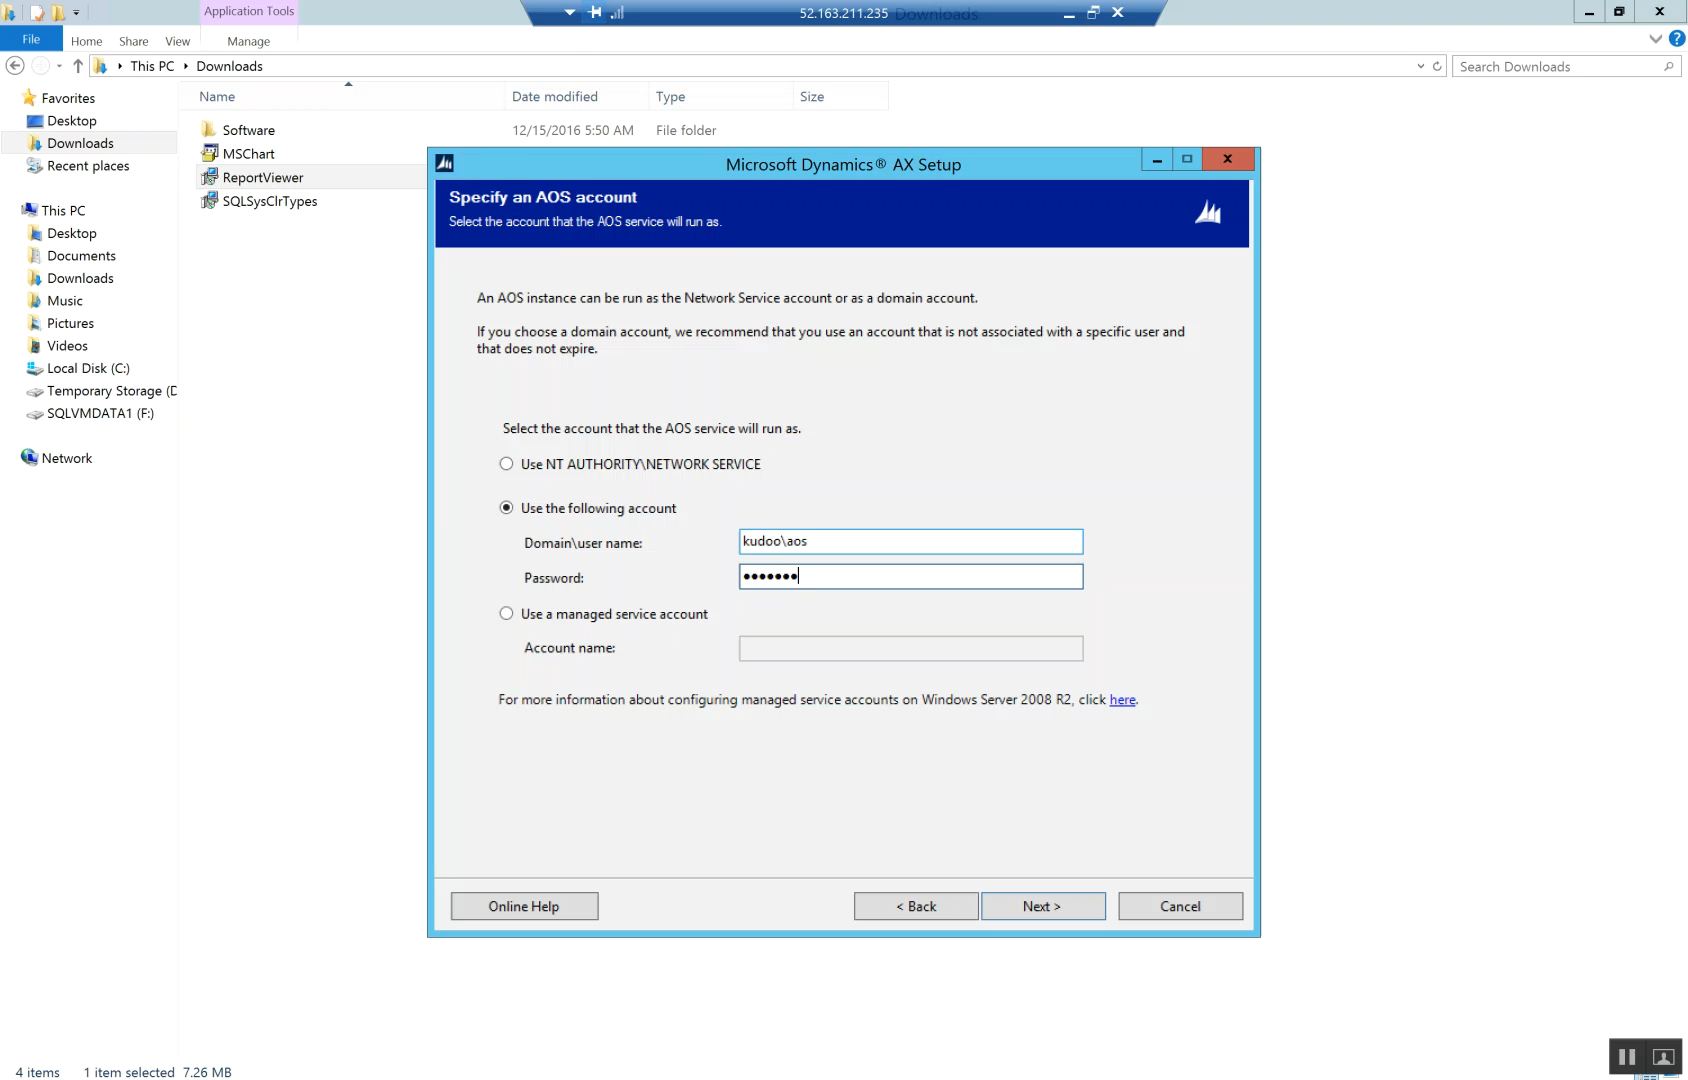 Application Tools
52.163.211.235 Downloads
File Home Share View Manage
This PC Downloads
Search Downloads
Name Date modified Type Size
Favorites
Desktop
Downloads
Recent places
This PC
Desktop
Documents
Downloads
Music
Pictures
Videos
Local Disk (C:)
Temporary Storage (D
SQLVMDATA1 (F:)
Network
Software 12/15/2016 5:50 AM File folder
MSChart
ReportViewer
SQLSysClrTypes
Microsoft Dynamics® AX Setup
Specify an AOS account
Select the account that the AOS service will run as.
An AOS instance can be run as the Network Service account or as a domain account.
If you choose a domain account, we recommend that you use an account that is not associated with a specific user and
that does not expire.
Select the account that the AOS service will run as.
Use NT AUTHORITY\NETWORK SERVICE
Use the following account
Domain\user name: kudoo\aos
Password: •••••••
Use a managed service account
Account name:
For more information about configuring managed service accounts on Windows Server 2008 R2, click here.
Online Help < Back Next > Cancel
4 items 1 item selected 7.26 MB